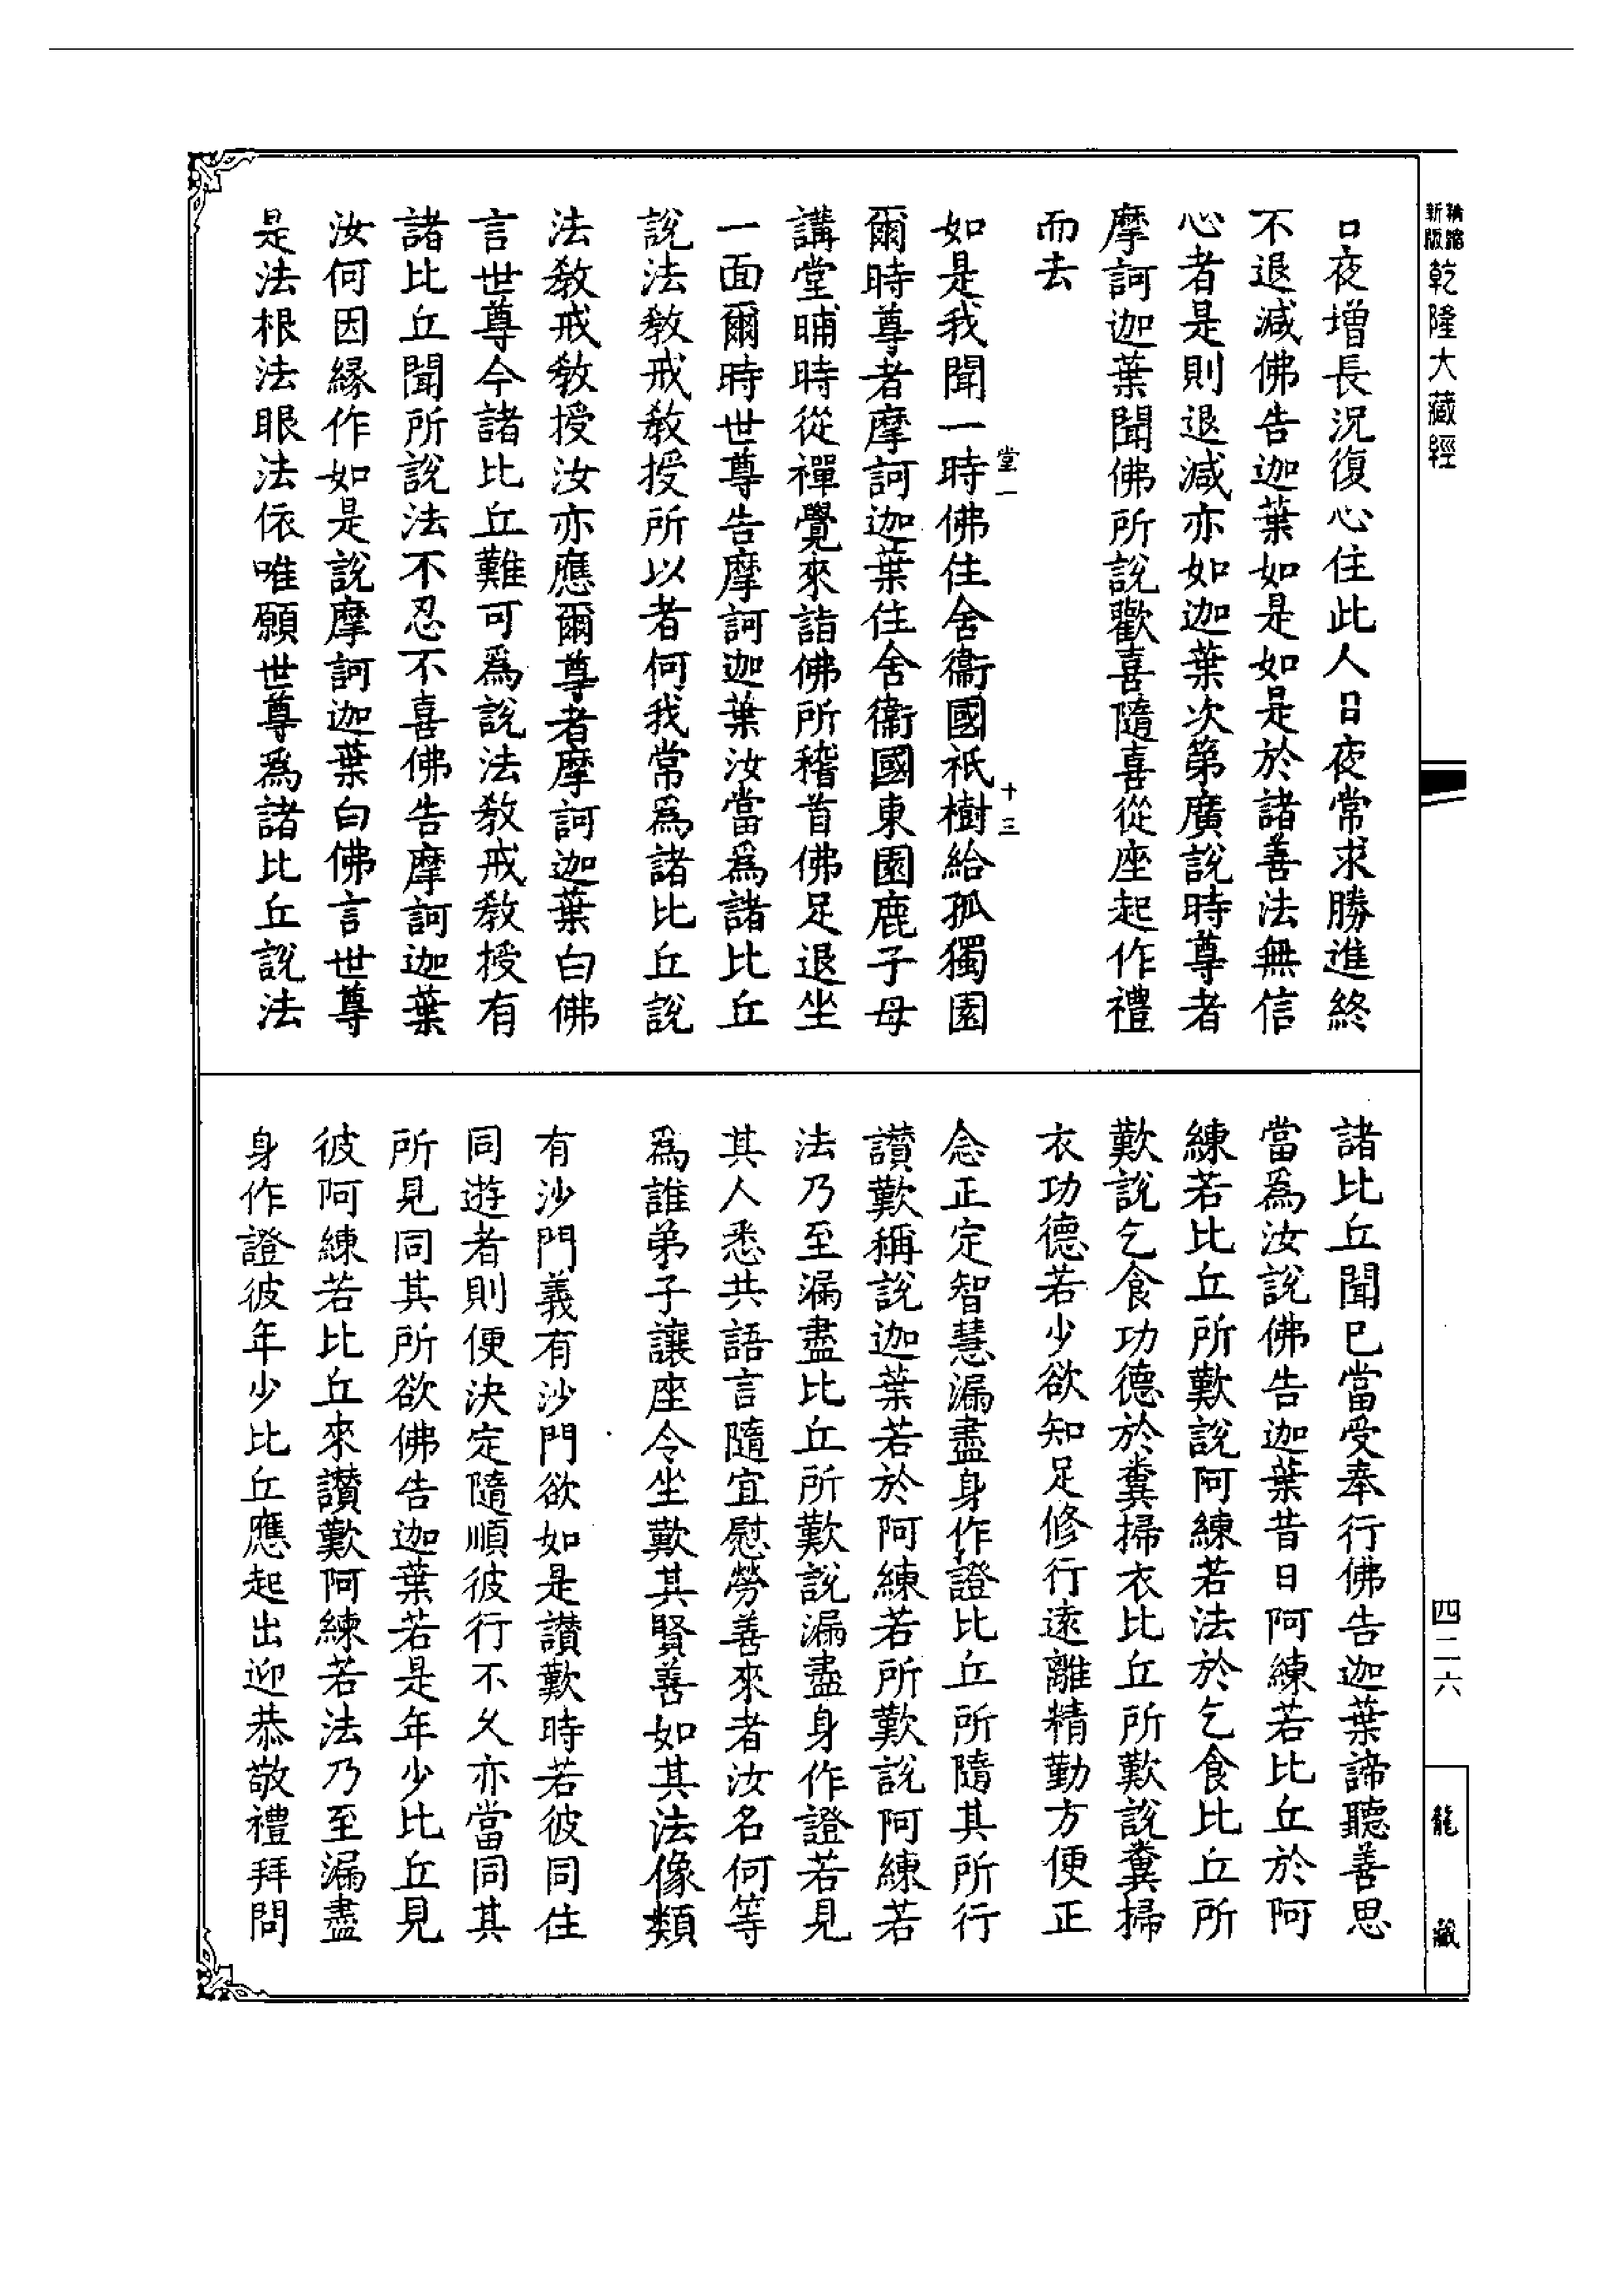 新版
精縮
乾隆大藏經
日夜增長況復心住此人日夜常求勝進終
不退減佛告迦葉如是如是於諸善法無信
心者是則退減亦如迦葉次第廣說時尊者
摩訶迦葉聞佛所說歡喜隨喜從座起作禮
而去
堂一
十三
如是我聞一時佛住舍衞國祇樹給孤獨園
爾時尊者摩訶迦葉住舍衞國東園鹿子母
講堂晡時從禪覺來詣佛所稽首佛足退坐
一面爾時世尊告摩訶迦葉汝當爲諸比丘
說法教戒教授所以者何我常爲諸比丘說
法教戒教授汝亦應爾尊者摩訶迦葉白佛
言世尊今諸比丘難可爲說法教戒教授有
諸比丘聞所說法不忍不喜佛告摩訶迦葉
汝何因緣作如是說摩訶迦葉白佛言世尊
是法根法眼法依唯願世尊爲諸比丘說法
諸比丘聞已當受奉行佛告迦葉諦聽善思
當爲汝說佛告迦葉昔日阿練若比丘於阿
練若比丘所歎說阿練若法於乞食比丘所
歎說乞食功德於糞掃衣比丘所歎說糞掃
衣功德若少欲知足修行遠離精勤方便正
念正定智慧漏盡身作證比丘所隨其所行
讚歎稱說迦葉若於阿練若所歎說阿練若
法乃至漏盡比丘所歎說漏盡身作證若見
其人悉共語言隨宜慰勞善來者汝名何等
爲誰弟子讓座令坐歎其賢善如其法像類
有沙門義有沙門欲如是讚歎時若彼同住
同遊者則便決定隨順彼行不久亦當同其
所見同其所欲佛告迦葉若是年少比丘見
彼阿練若比丘來讚歎阿練若法乃至漏盡
身作證彼年少比丘應起出迎恭敬禮拜問
四二六
龍藏